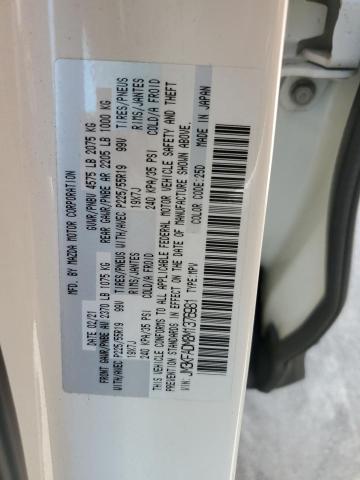 MFD. BY MAZDA MOTOR CORPORATION
DATE: 02/21 GVWR/PNBV 4575 LB 2075 KG
FRONT GAWR/PNBE AV 2370 LB 1075 KG REAR GAWR/PNBE AR 2205 LB 1000 KG
WITH/AVEC P225/55R19 99V TIRES/PNEUS WITH/AVEC P225/55R19 99V TIRES/PNEUS
19X7J RIMS/JANTES 19X7J RIMS/JANTES
240 KPA/35 PSI COLD/A FROID 240 KPA/35 PSI COLD/A FROID
THIS VEHICLE CONFORMS TO ALL APPLICABLE FEDERAL MOTOR VEHICLE SAFETY AND THEFT
PREVENTION STANDARDS IN EFFECT ON THE DATE OF MANUFACTURE SHOWN ABOVE.
COLOR CODE: 25D MADE IN JAPAN
VIN: TYPE: MPV